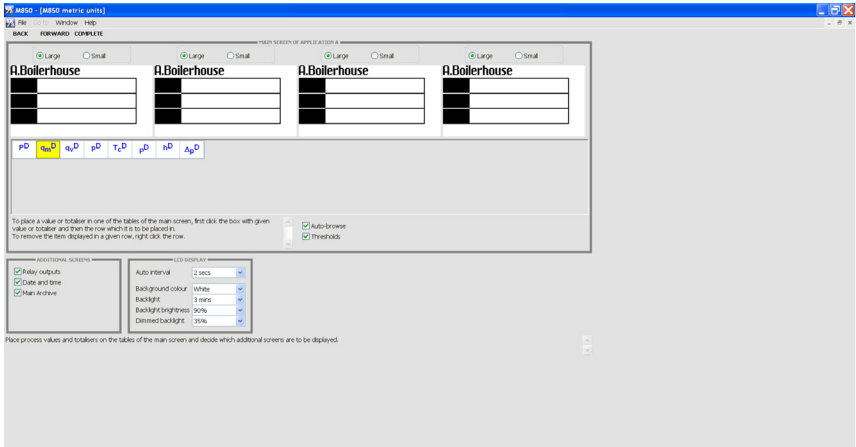 M850 - [M850 metric units]
File Go to Window Help
BACK FORWARD COMPLETE
MAIN SCREEN OF APPLICATION A
Large Small Large Small Large Small Large Small
A.Boilerhouse A.Boilerhouse A.Boilerhouse A.Boilerhouse
PD qmD qvD pD TcD ρD hD ΔpD
To place a value or totaliser in one of the tables of the main screen, first click the box with given
value or totaliser and then the row which it is to be placed in.
To remove the item displayed in a given row, right click the row.
Auto-browse
Thresholds
ADDITIONAL SCREENS
Relay outputs
Date and time
Main Archive
LCD DISPLAY
Auto interval 2 secs
Background colour White
Backlight 3 mins
Backlight brightness 90%
Dimmed backlight 35%
Place process values and totalisers on the tables of the main screen and decide which additional screens are to be displayed.